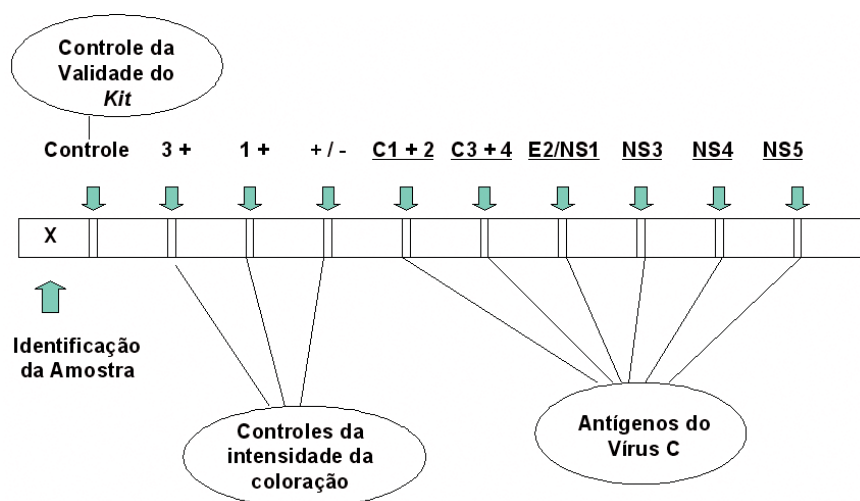 Controle da
Validade do
Kit
Controle 3 + 1 + + / - C1 + 2 C3 + 4 E2/NS1 NS3 NS4 NS5
X
Identificação
da Amostra
Controles da
intensidade da
coloração
Antígenos do
Vírus C